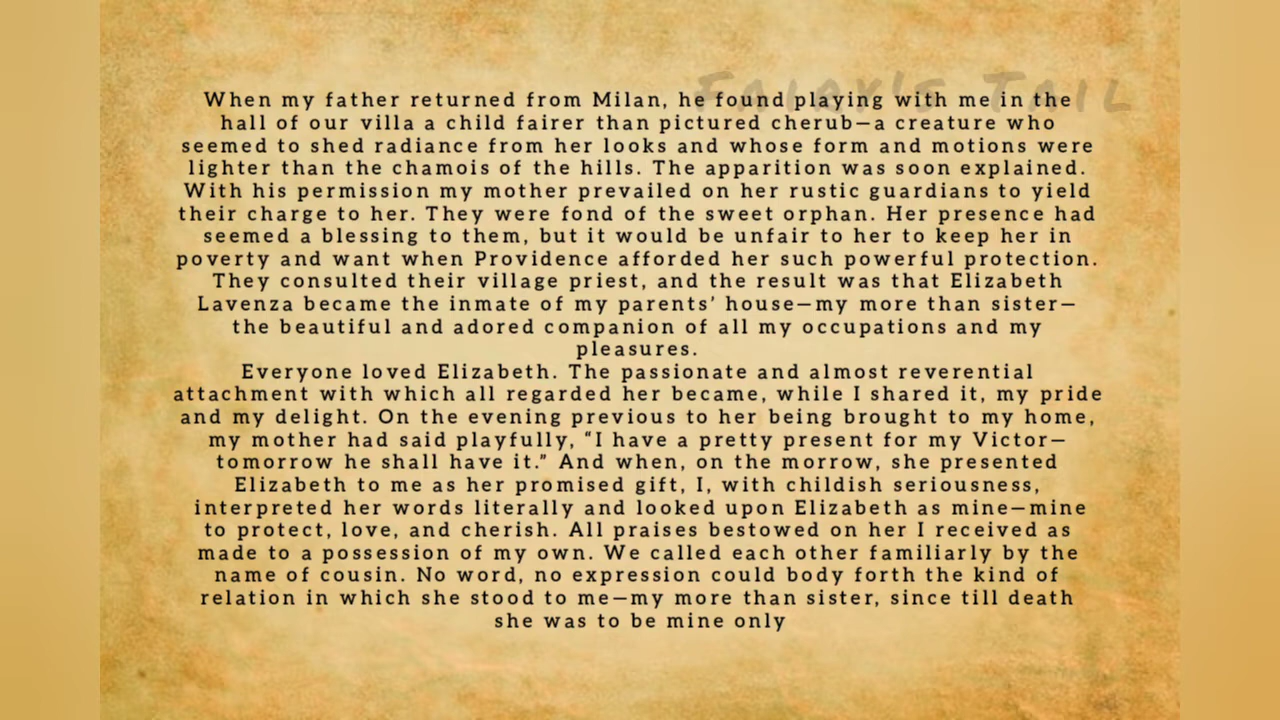 Fairy's Tail
When my father returned from Milan, he found playing with me in the
hall of our villa a child fairer than pictured cherub—a creature who
seemed to shed radiance from her looks and whose form and motions were
lighter than the chamois of the hills. The apparition was soon explained.
With his permission my mother prevailed on her rustic guardians to yield
their charge to her. They were fond of the sweet orphan. Her presence had
seemed a blessing to them, but it would be unfair to her to keep her in
poverty and want when Providence afforded her such powerful protection.
They consulted their village priest, and the result was that Elizabeth
Lavenza became the inmate of my parents’ house—my more than sister—
the beautiful and adored companion of all my occupations and my
pleasures.
Everyone loved Elizabeth. The passionate and almost reverential
attachment with which all regarded her became, while I shared it, my pride
and my delight. On the evening previous to her being brought to my home,
my mother had said playfully, “I have a pretty present for my Victor—
tomorrow he shall have it.” And when, on the morrow, she presented
Elizabeth to me as her promised gift, I, with childish seriousness,
interpreted her words literally and looked upon Elizabeth as mine—mine
to protect, love, and cherish. All praises bestowed on her I received as
made to a possession of my own. We called each other familiarly by the
name of cousin. No word, no expression could body forth the kind of
relation in which she stood to me—my more than sister, since till death
she was to be mine only